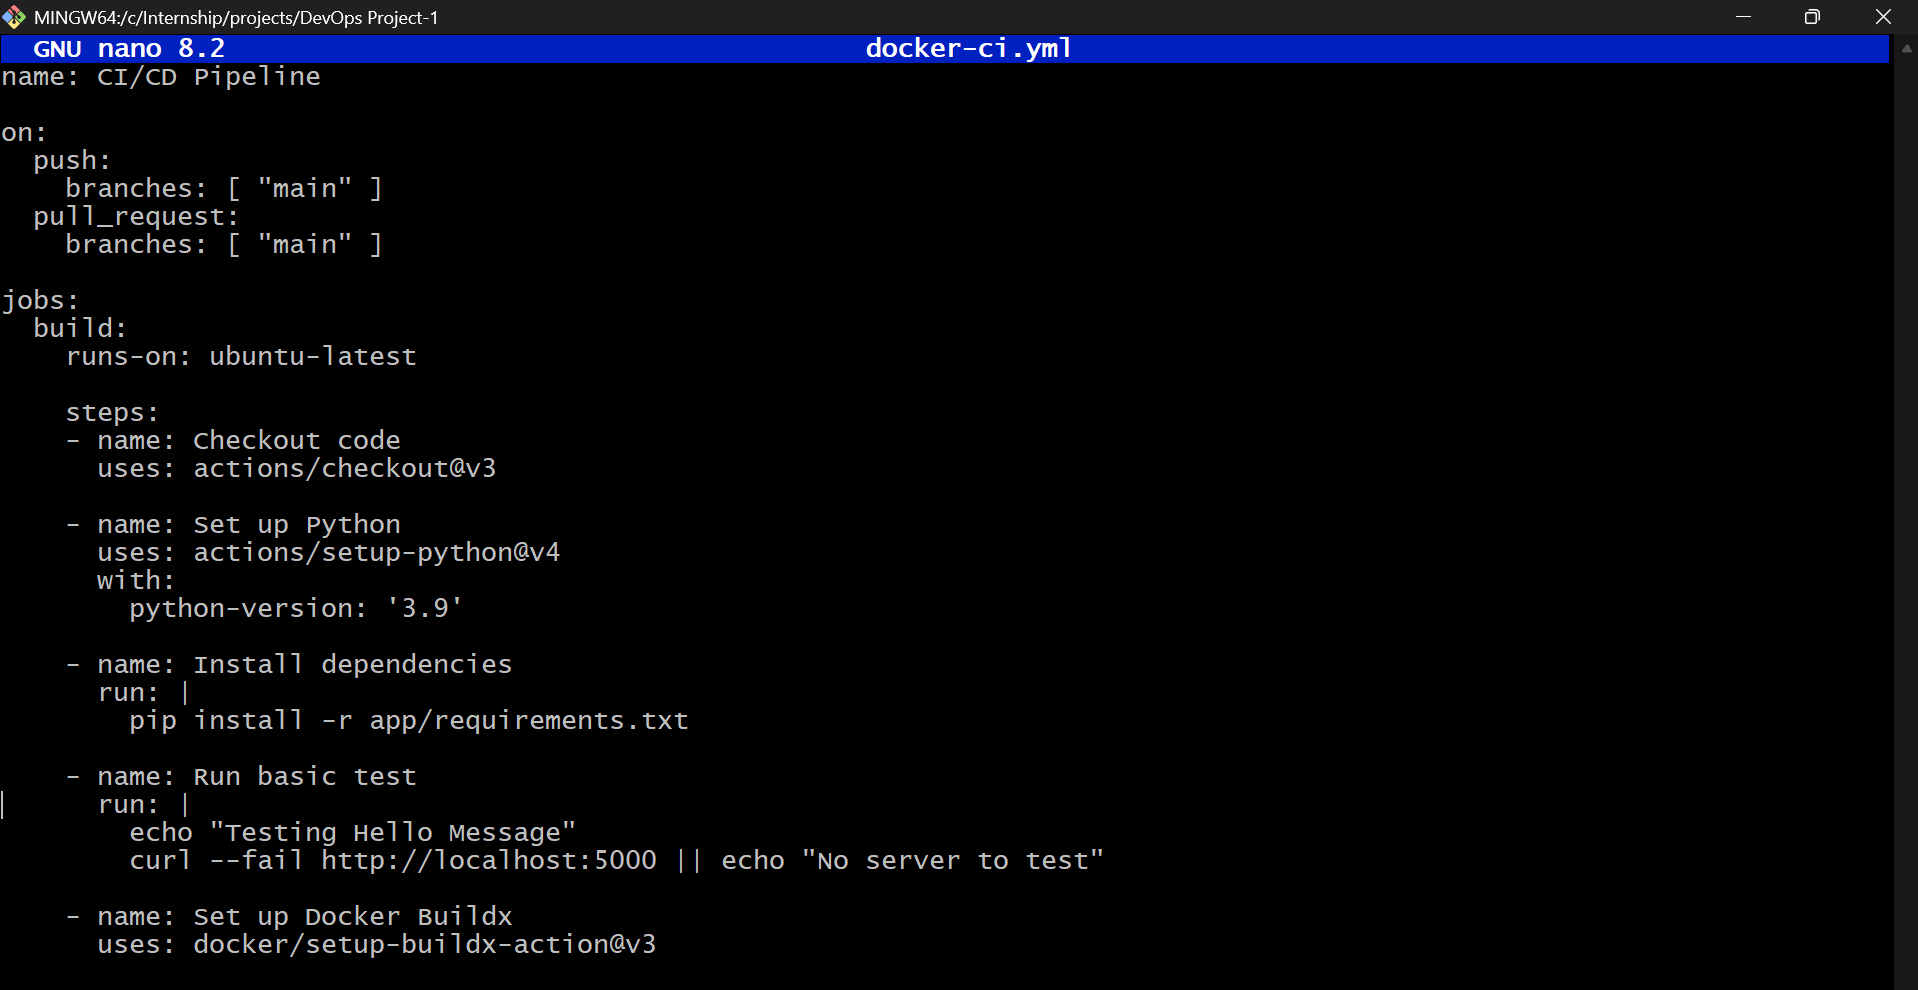 MINGW64:/c/Internship/projects/DevOps Project-1
GNU nano 8.2 docker-ci.yml
name: CI/CD Pipeline
on:
  push:
    branches: [ "main" ]
  pull_request:
    branches: [ "main" ]
jobs:
  build:
    runs-on: ubuntu-latest
    steps:
    - name: Checkout code
      uses: actions/checkout@v3
    - name: Set up Python
      uses: actions/setup-python@v4
      with:
        python-version: '3.9'
    - name: Install dependencies
      run: |
        pip install -r app/requirements.txt
    - name: Run basic test
      run: |
        echo "Testing Hello Message"
        curl --fail http://localhost:5000 || echo "No server to test"
    - name: Set up Docker Buildx
      uses: docker/setup-buildx-action@v3